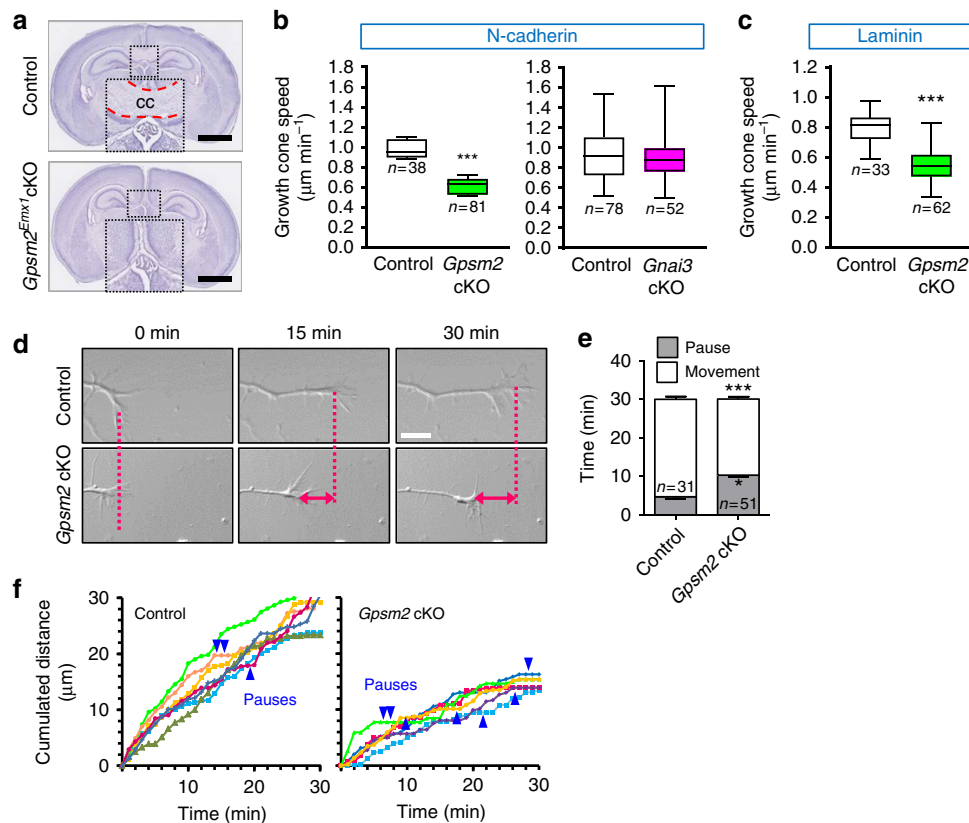 a
Control
CC
Gpsm2^Emx1 cKO
b
N-cadherin
Growth cone speed
(µm min⁻¹)
1.8
1.6
1.4
1.2
1.0
0.8
0.6
0.4
0.2
0.0
n=38
***
n=81
Control
Gpsm2
cKO
1.8
1.6
1.4
1.2
1.0
0.8
0.6
0.4
0.2
0.0
n=78
n=52
Control
Gnai3
cKO
c
Laminin
Growth cone speed
(µm min⁻¹)
1.2
1.0
0.8
0.6
0.4
0.2
0.0
n=33
***
n=62
Control
Gpsm2
cKO
d
0 min
15 min
30 min
Control
Gpsm2 cKO
e
Pause
Movement
Time (min)
40
30
20
10
0
***
n=31
*
n=51
Control
Gpsm2 cKO
f
Cumulated distance
(µm)
30
20
10
0
Control
Pauses
10
20
30
Time (min)
Gpsm2 cKO
Pauses
10
20
30
Time (min)